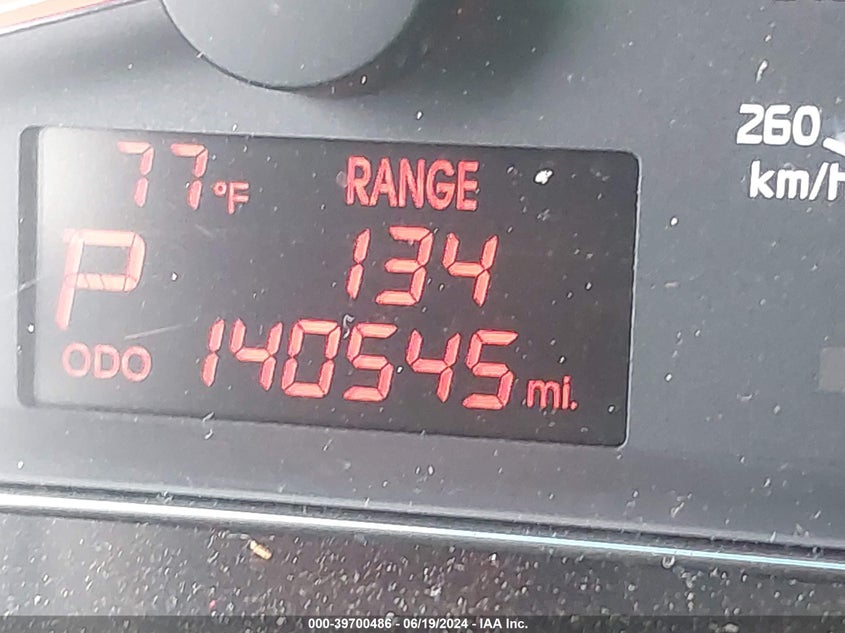 77°F RANGE
P 134
ODO 140545 mi.
260
km/H
000-39700486 - 06/19/2024 - IAA Inc.